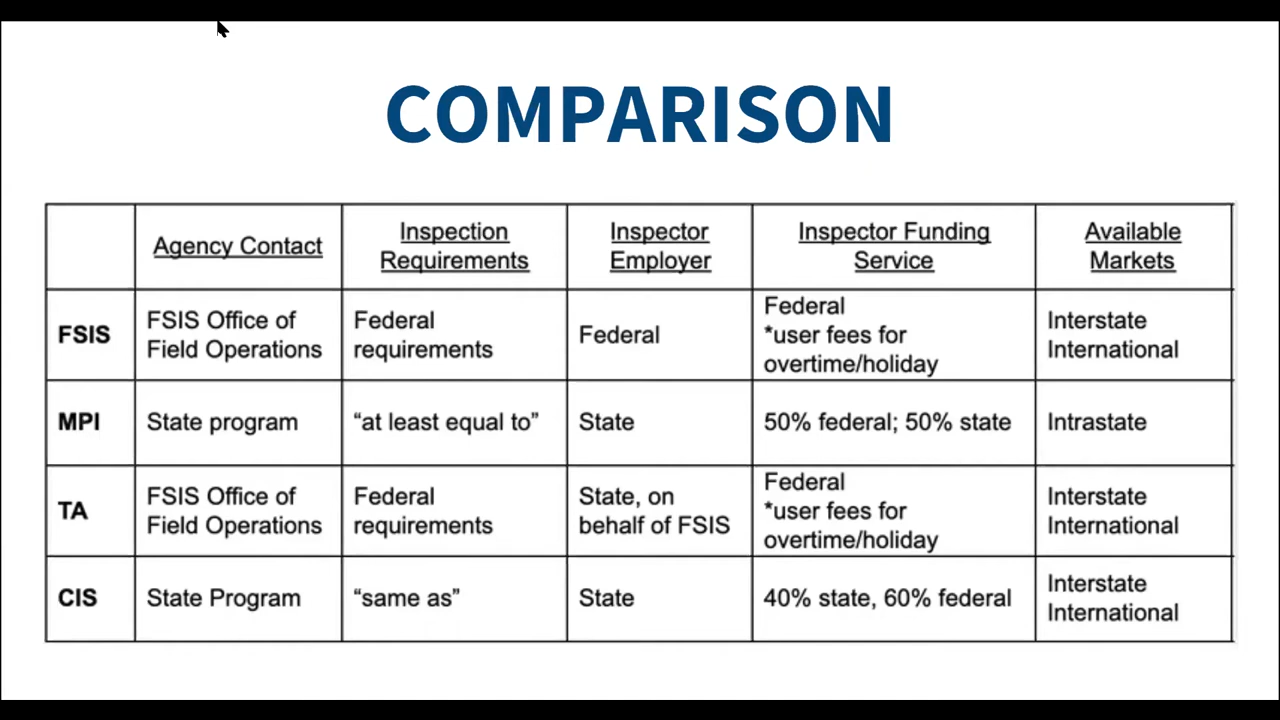 COMPARISON
Agency Contact
Inspection
Requirements
Inspector
Employer
Inspector Funding
Service
Available
Markets
FSIS
FSIS Office of
Field Operations
Federal
requirements
Federal
Federal
*user fees for
overtime/holiday
Interstate
International
MPI
State program
“at least equal to”
State
50% federal; 50% state
Intrastate
TA
FSIS Office of
Field Operations
Federal
requirements
State, on
behalf of FSIS
Federal
*user fees for
overtime/holiday
Interstate
International
CIS
State Program
“same as”
State
40% state, 60% federal
Interstate
International